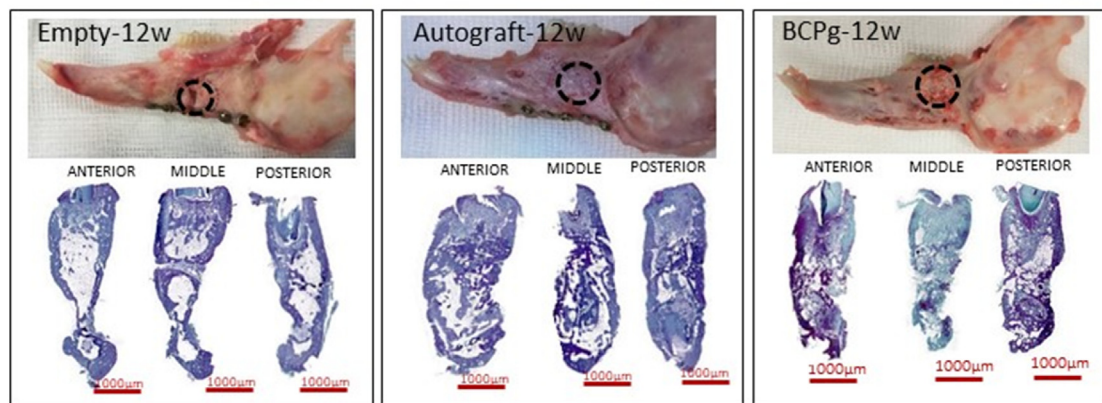 Empty-12w
ANTERIOR MIDDLE POSTERIOR
1000µm 1000µm 1000µm
Autograft-12w
ANTERIOR MIDDLE POSTERIOR
1000µm 1000µm 1000µm
BCPg-12w
ANTERIOR MIDDLE POSTERIOR
1000µm 1000µm 1000µm